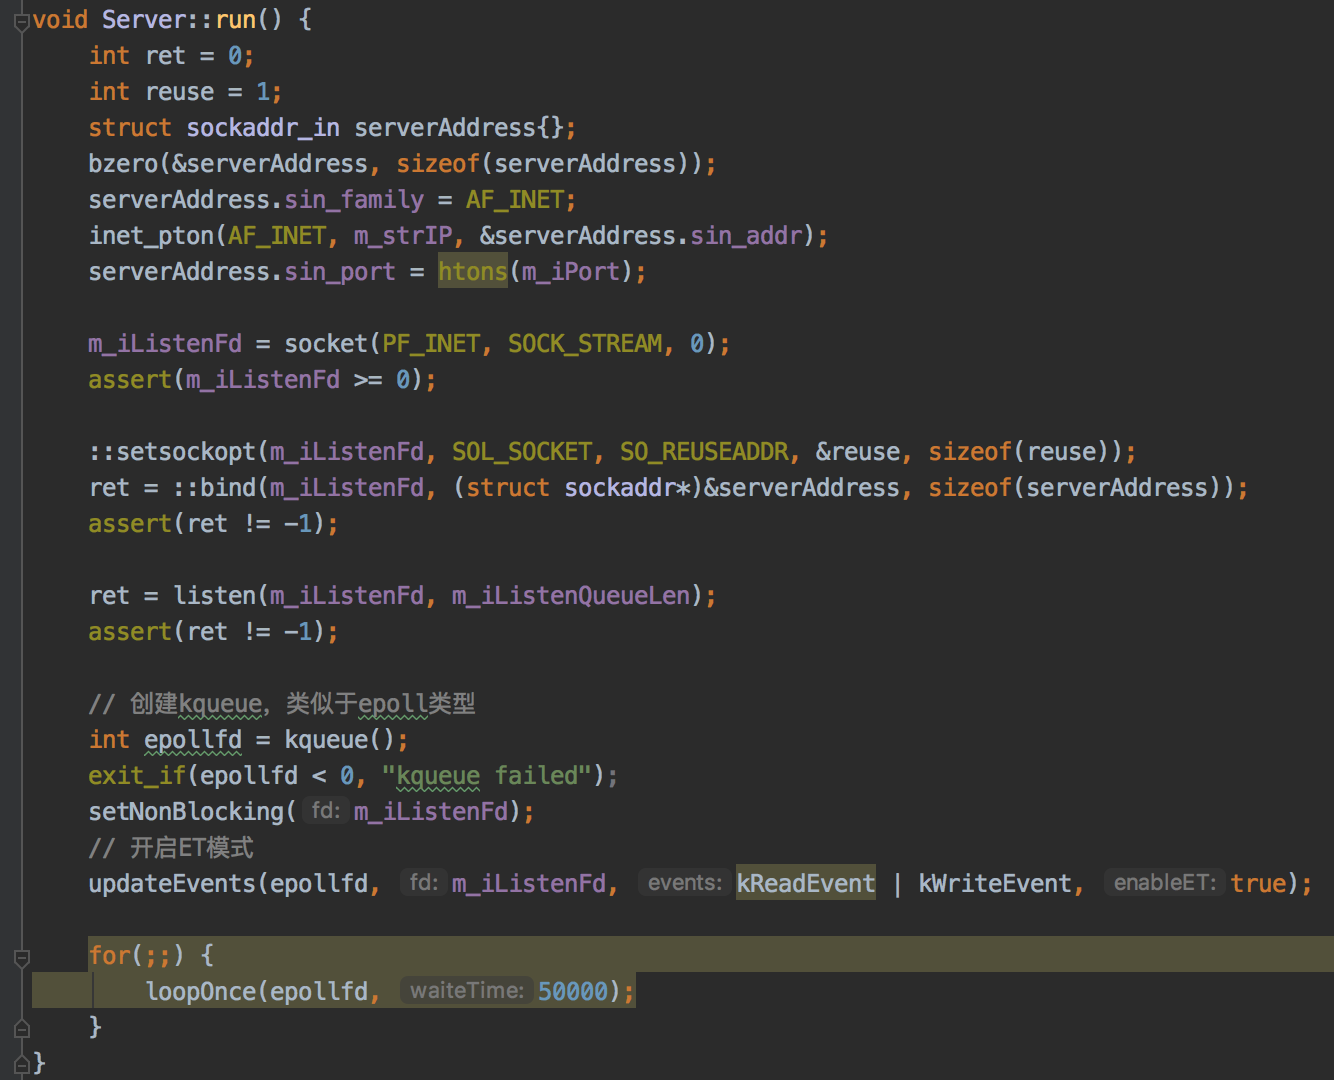 void Server::run() {
int ret = 0;
int reuse = 1;
struct sockaddr_in serverAddress{};
bzero(&serverAddress, sizeof(serverAddress));
serverAddress.sin_family = AF_INET;
inet_pton(AF_INET, m_strIP, &serverAddress.sin_addr);
serverAddress.sin_port = htons(m_iPort);
m_iListenFd = socket(PF_INET, SOCK_STREAM, 0);
assert(m_iListenFd >= 0);
::setsockopt(m_iListenFd, SOL_SOCKET, SO_REUSEADDR, &reuse, sizeof(reuse));
ret = ::bind(m_iListenFd, (struct sockaddr*)&serverAddress, sizeof(serverAddress));
assert(ret != -1);
ret = listen(m_iListenFd, m_iListenQueueLen);
assert(ret != -1);
// 创建kqueue，类似于epoll类型
int epollfd = kqueue();
exit_if(epollfd < 0, "kqueue failed");
setNonBlocking( fd: m_iListenFd);
// 开启ET模式
updateEvents(epollfd, fd: m_iListenFd, events: kReadEvent | kWriteEvent, enableET: true);
for(;;) {
loopOnce(epollfd, waiteTime: 50000);
}
}